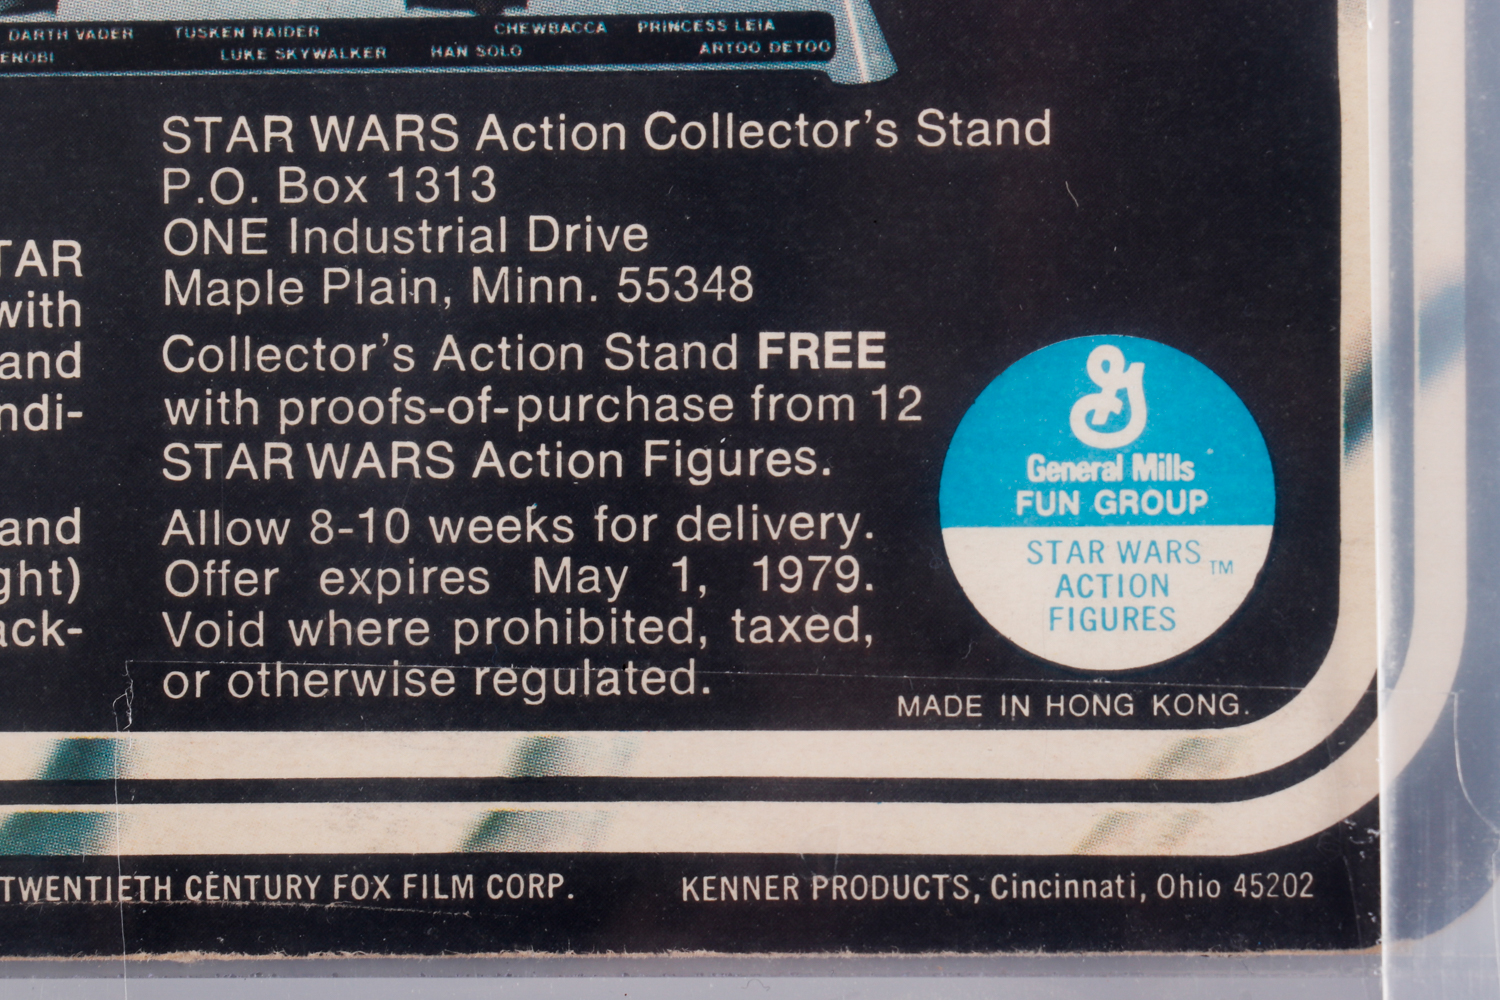 DARTH VADER TUSKEN RAIDER CHEWBACCA PRINCESS LEIA
ENOBI LUKE SKYWALKER HAN SOLO ARTOO DETOO
TAR
with
and
ndi-
and
ght)
ack-
STAR WARS Action Collector's Stand
P.O. Box 1313
ONE Industrial Drive
Maple Plain, Minn. 55348
Collector's Action Stand FREE
with proofs-of-purchase from 12
STAR WARS Action Figures.
Allow 8-10 weeks for delivery.
Offer expires May 1, 1979.
Void where prohibited, taxed,
or otherwise regulated.
G
General Mills
FUN GROUP
STAR WARS TM
ACTION
FIGURES
MADE IN HONG KONG.
TWENTIETH CENTURY FOX FILM CORP.
KENNER PRODUCTS, Cincinnati, Ohio 45202